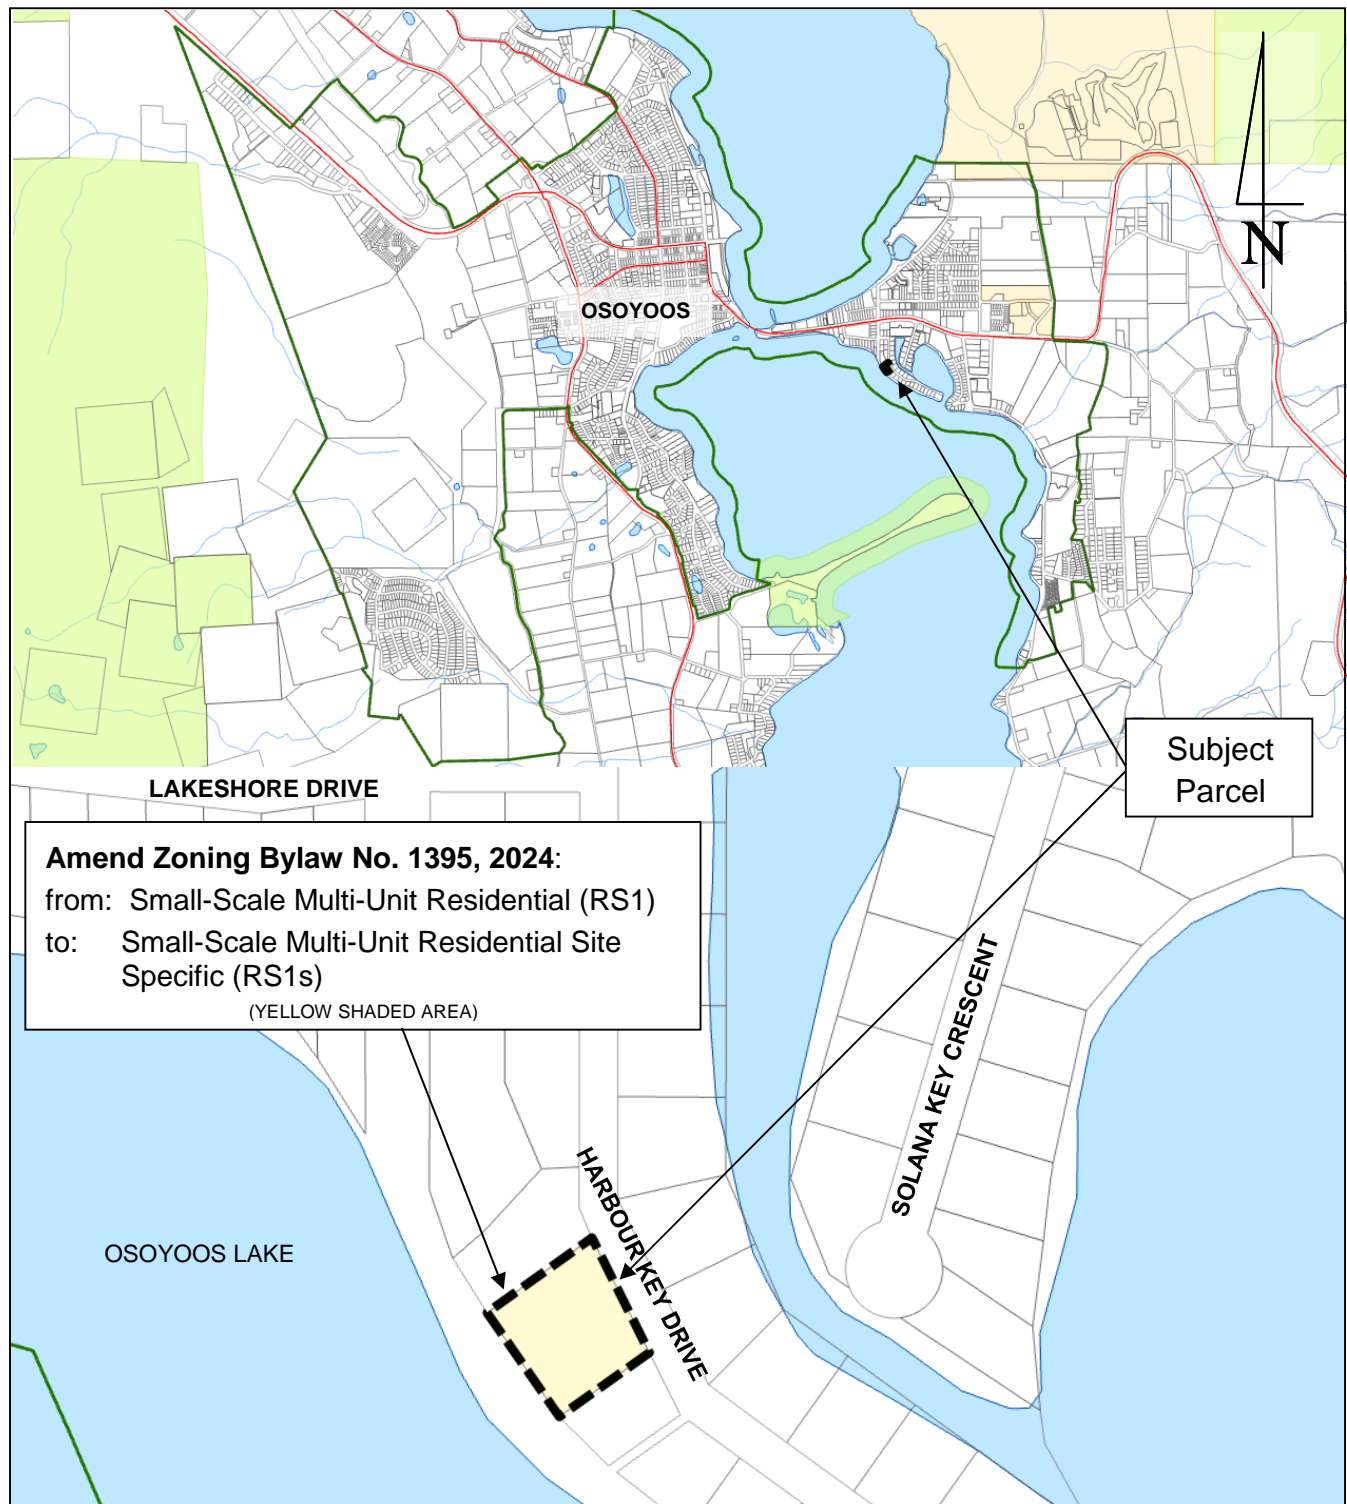 N
OSOYOOS
Subject
Parcel
LAKESHORE DRIVE
Amend Zoning Bylaw No. 1395, 2024:
from: Small-Scale Multi-Unit Residential (RS1)
to: Small-Scale Multi-Unit Residential Site
Specific (RS1s)
(YELLOW SHADED AREA)
SOLANA KEY CRESCENT
HARBOUR KEY DRIVE
OSOYOOS LAKE